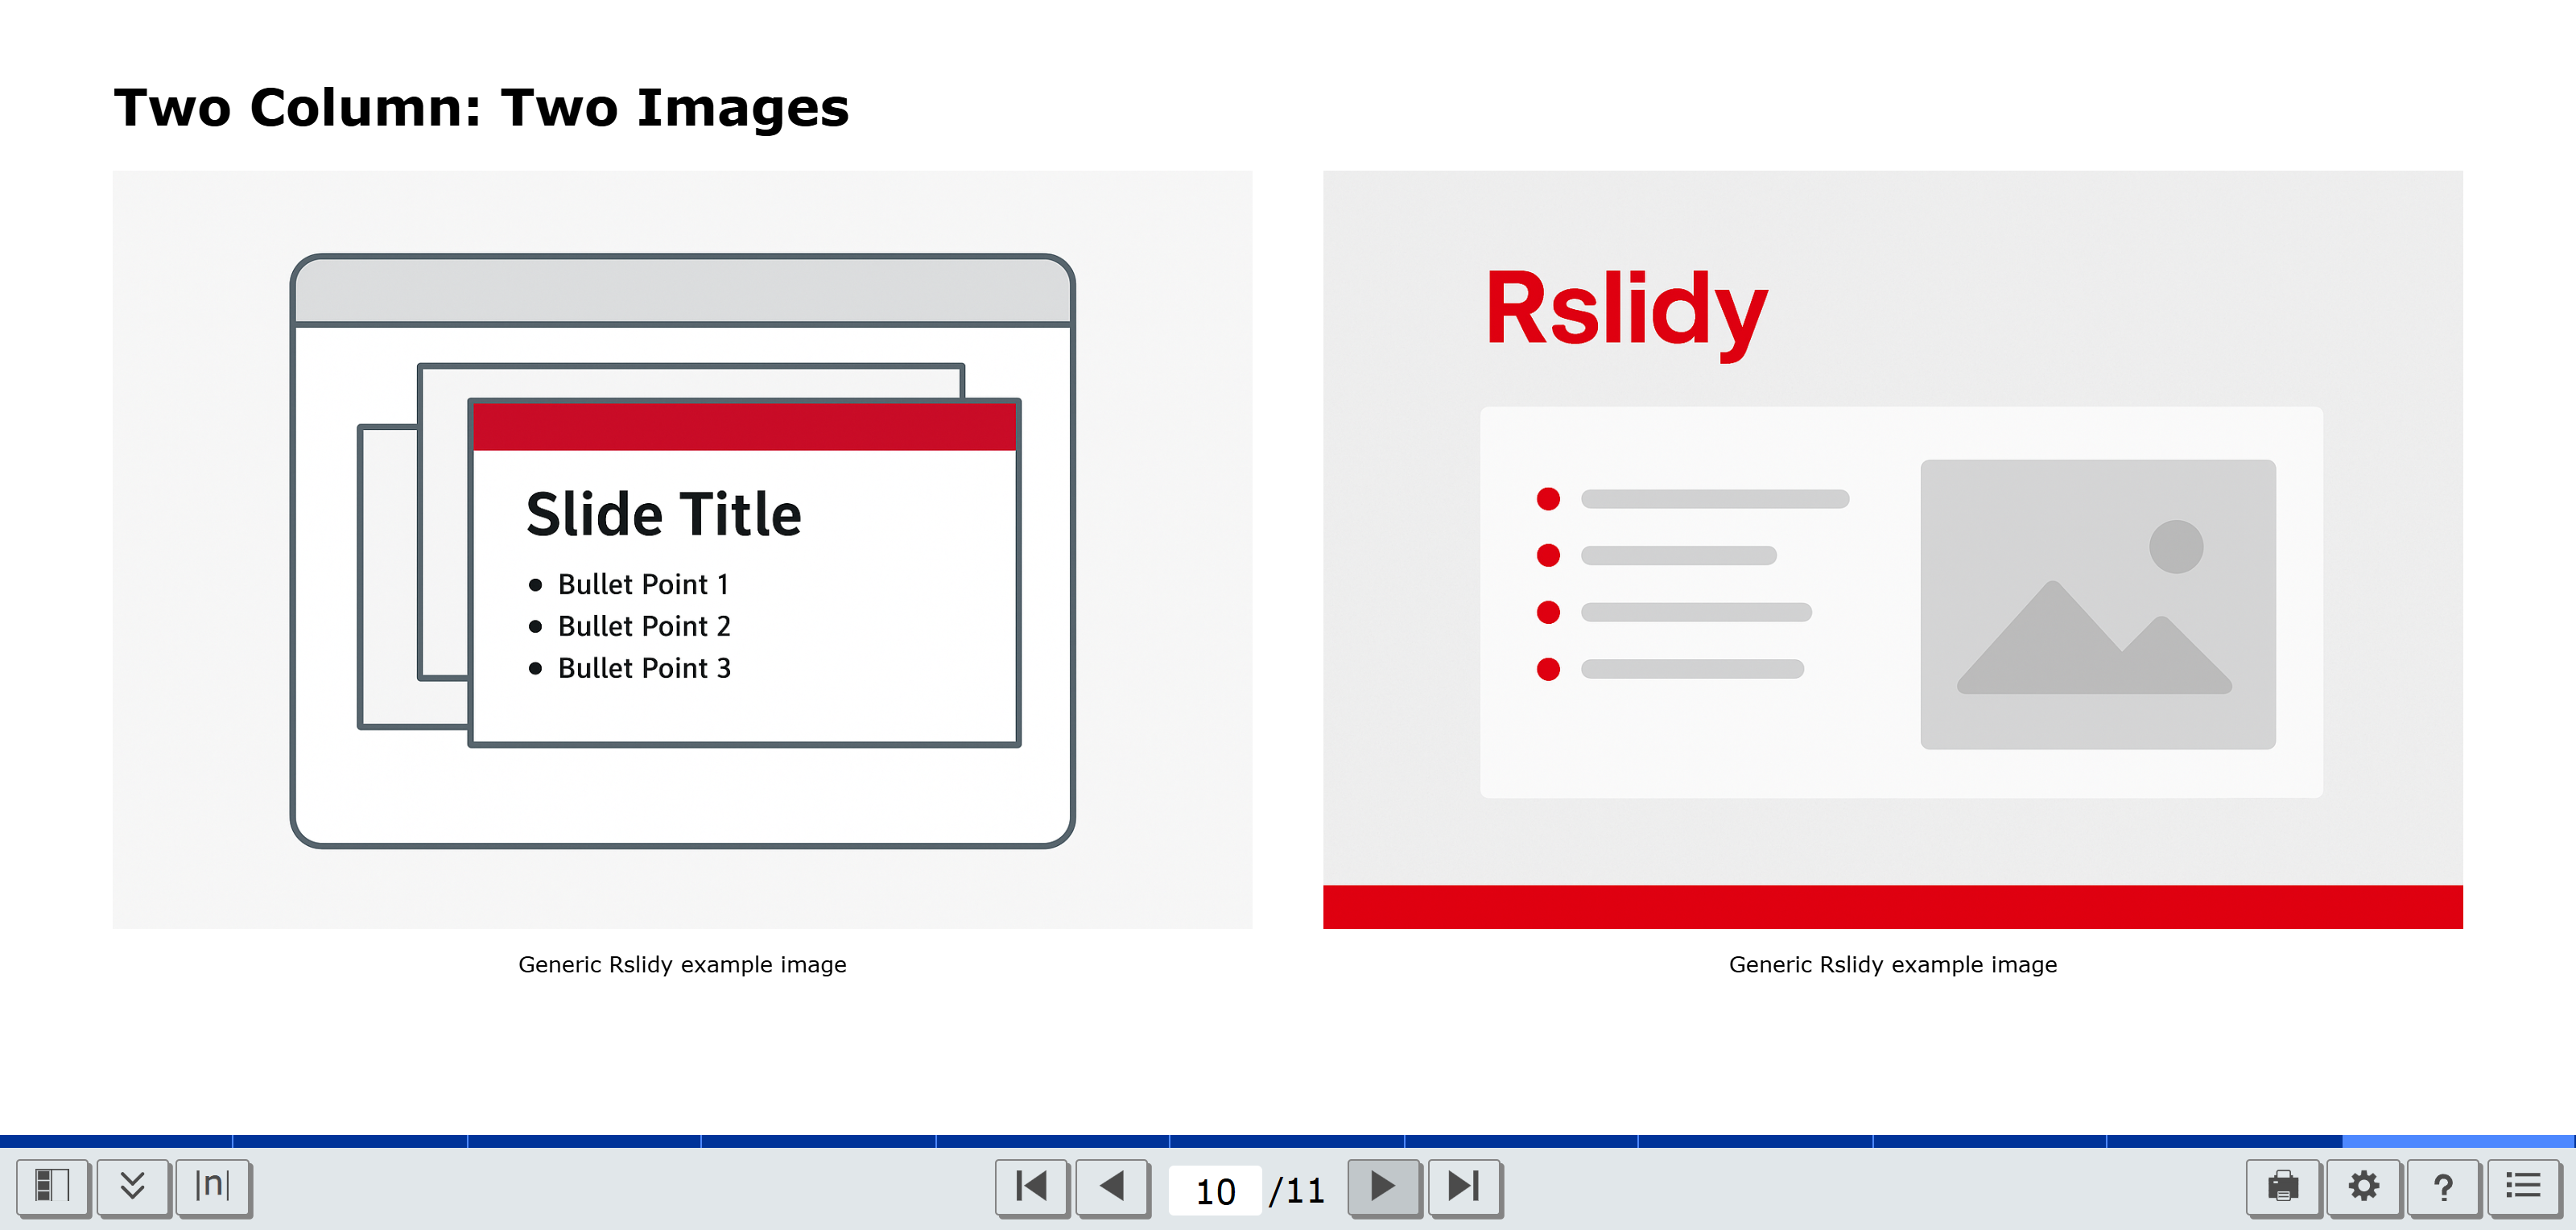 Two Column: Two Images
Slide Title
• Bullet Point 1
• Bullet Point 2
• Bullet Point 3
Generic Rslidy example image
Rslidy
Generic Rslidy example image
|n|
10 /11
?